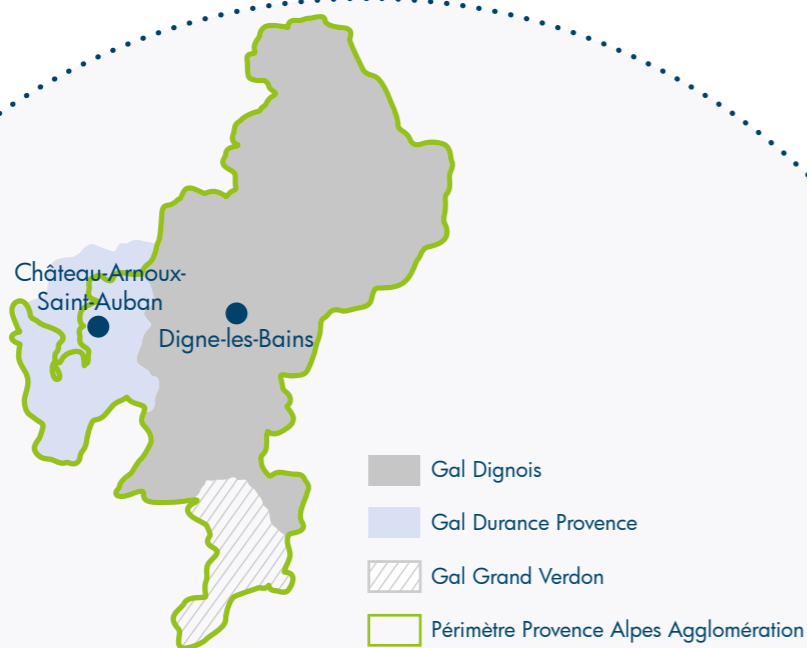 Château-Arnoux-
Saint-Auban
Digne-les-Bains
Gal Dignois
Gal Durance Provence
Gal Grand Verdon
Périmètre Provence Alpes Agglomération